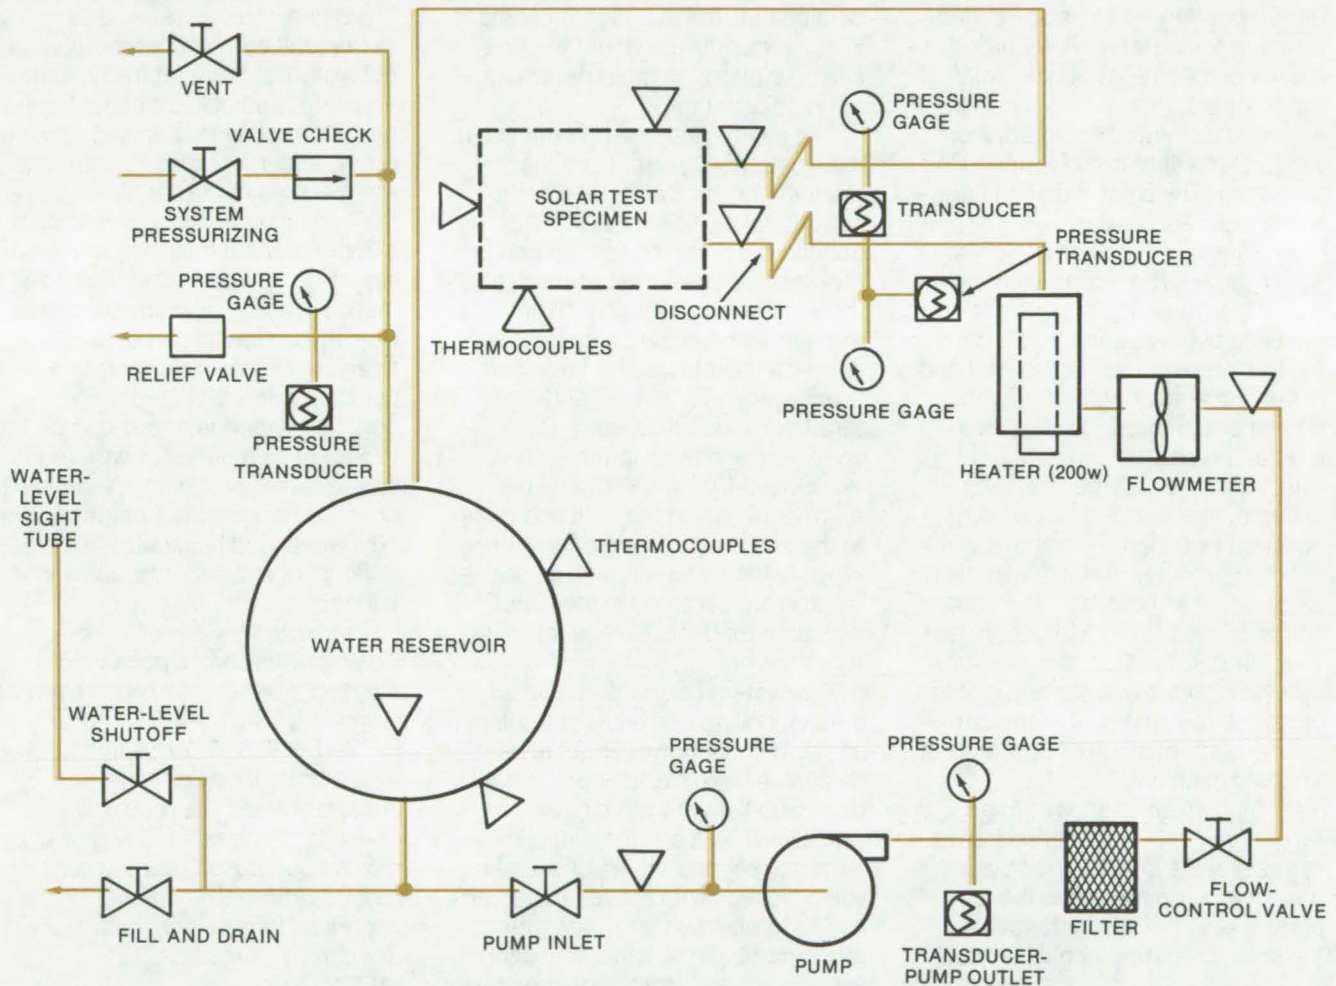 VENT
VALVE CHECK
SYSTEM
PRESSURIZING
PRESSURE
GAGE
RELIEF VALVE
PRESSURE
TRANSDUCER
SOLAR TEST
SPECIMEN
THERMOCOUPLES
DISCONNECT
PRESSURE
GAGE
TRANSDUCER
PRESSURE
TRANSDUCER
PRESSURE GAGE
HEATER (200w)
FLOWMETER
WATER-
LEVEL
SIGHT
TUBE
THERMOCOUPLES
WATER RESERVOIR
WATER-LEVEL
SHUTOFF
FILL AND DRAIN
PUMP INLET
PRESSURE
GAGE
PUMP
PRESSURE GAGE
TRANSDUCER-
PUMP OUTLET
FILTER
FLOW-
CONTROL VALVE